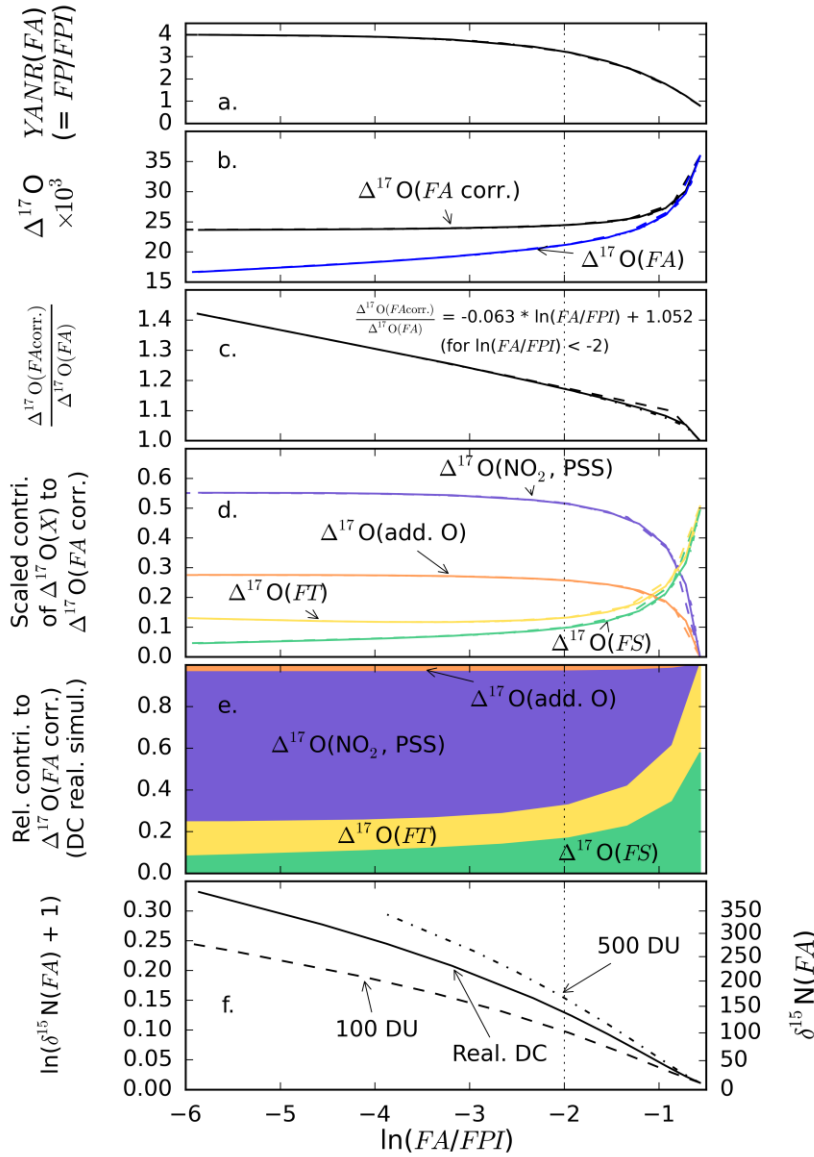 YANR(FA)
(= FP/FPI)
4
3
2
1
0
a.
Δ¹⁷O
×10³
35
30
25
20
15
b.
Δ¹⁷O(FA corr.)
Δ¹⁷O(FA)
Δ¹⁷O(FAcorr.)
Δ¹⁷O(FA)
1.4
1.3
1.2
1.1
1.0
c.
Δ¹⁷O(FAcorr.)
Δ¹⁷O(FA)
= -0.063 * ln(FA/FPI) + 1.052
(for ln(FA/FPI) < -2)
Scaled contri.
of Δ¹⁷O(X) to
Δ¹⁷O(FA corr.)
0.6
0.5
0.4
0.3
0.2
0.1
0.0
d.
Δ¹⁷O(NO₂, PSS)
Δ¹⁷O(add. O)
Δ¹⁷O(FT)
Δ¹⁷O(FS)
Rel. contri. to
Δ¹⁷O(FA corr.)
(DC real. simul.)
0.8
0.6
0.4
0.2
0.0
e.
Δ¹⁷O(add. O)
Δ¹⁷O(NO₂, PSS)
Δ¹⁷O(FT)
Δ¹⁷O(FS)
ln(δ¹⁵N(FA) + 1)
0.30
0.25
0.20
0.15
0.10
0.05
0.00
f.
500 DU
100 DU
Real. DC
350
300
250
200
150
100
50
0
δ¹⁵N(FA)
−6 −5 −4 −3 −2 −1
ln(FA/FPI)